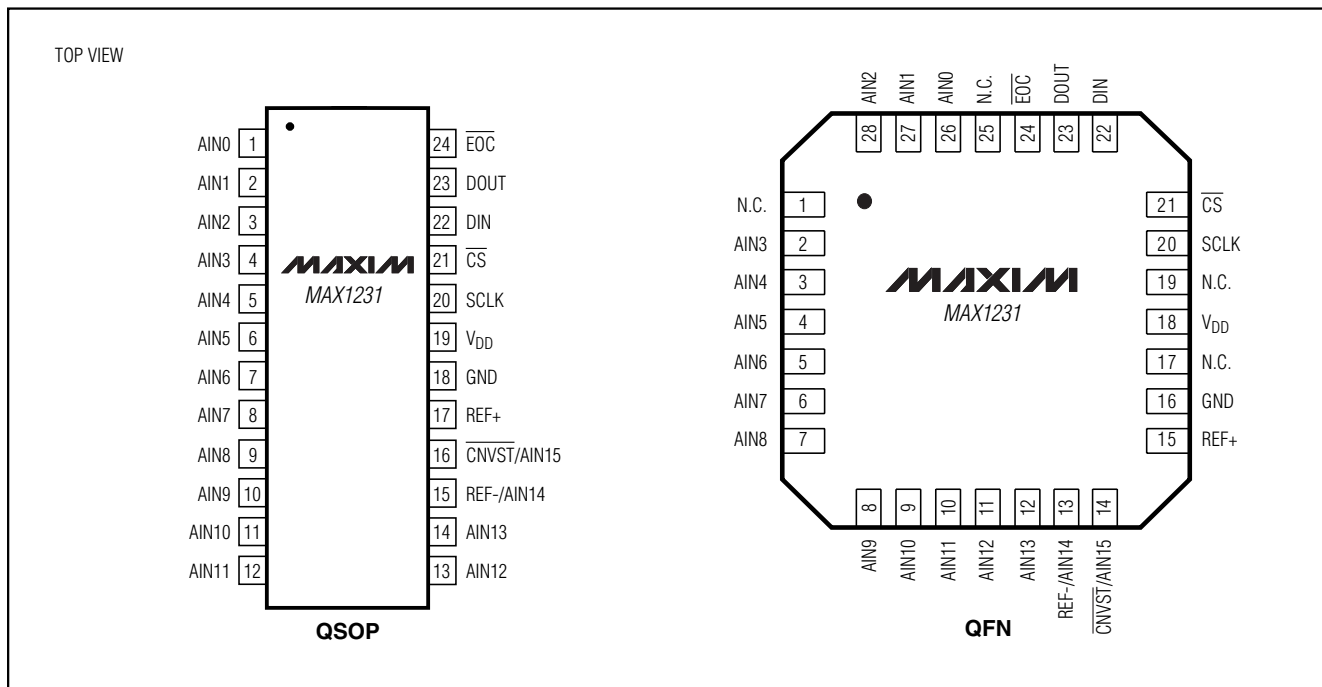 TOP VIEW
AIN0 1
AIN1 2
AIN2 3
AIN3 4
AIN4 5
AIN5 6
AIN6 7
AIN7 8
AIN8 9
AIN9 10
AIN10 11
AIN11 12
MAXIM
MAX1231
24 EOC
23 DOUT
22 DIN
21 CS
20 SCLK
19 VDD
18 GND
17 REF+
16 CNVST/AIN15
15 REF-/AIN14
14 AIN13
13 AIN12
QSOP
AIN2
AIN1
AIN0
N.C.
EOC
DOUT
DIN
28
27
26
25
24
23
22
N.C. 1
AIN3 2
AIN4 3
AIN5 4
AIN6 5
AIN7 6
AIN8 7
MAXIM
MAX1231
21 CS
20 SCLK
19 N.C.
18 VDD
17 N.C.
16 GND
15 REF+
8
9
10
11
12
13
14
AIN9
AIN10
AIN11
AIN12
AIN13
REF-/AIN14
CNVST/AIN15
QFN